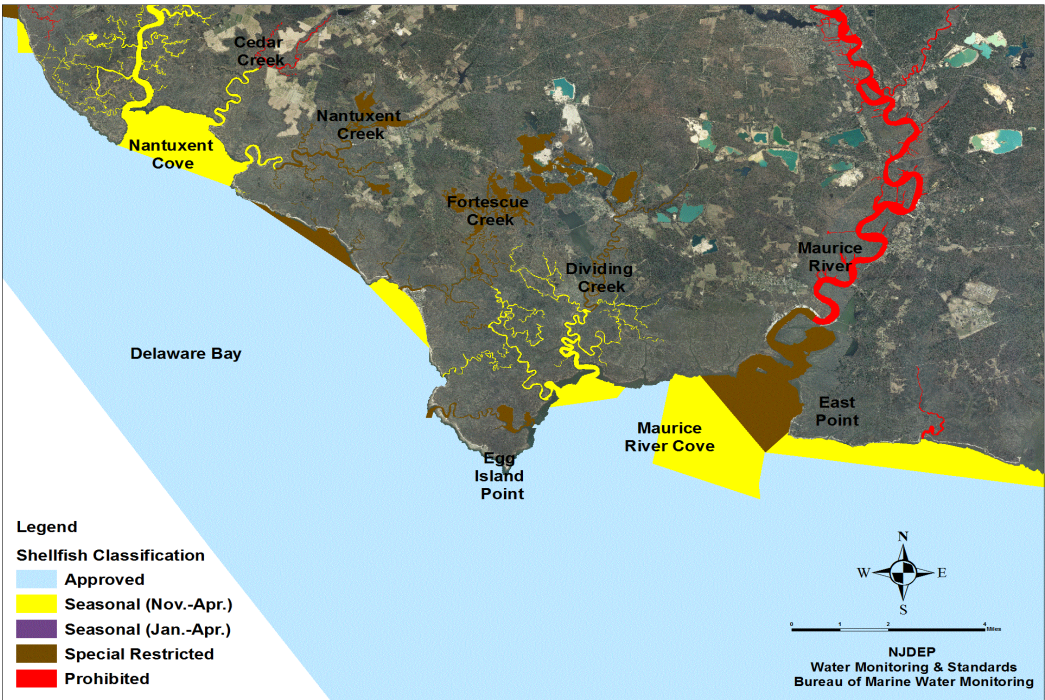 Cedar
Creek
Nantuxent
Creek
Nantuxent
Cove
Fortescue
Creek
Maurice
River
Dividing
Creek
Delaware Bay
East
Point
Maurice
River Cove
Egg
Island
Point
Legend
Shellfish Classification
Approved
Seasonal (Nov.-Apr.)
Seasonal (Jan.-Apr.)
Special Restricted
Prohibited
N
W E
S
0 1 2 4
Miles
NJDEP
Water Monitoring & Standards
Bureau of Marine Water Monitoring